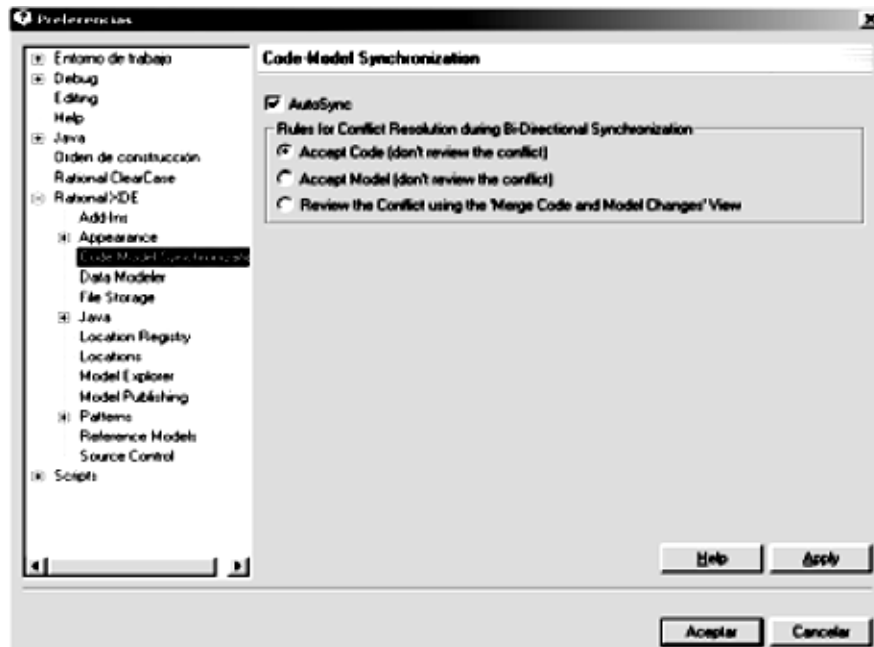 Preferencias
Entorno de trabajo
Debug
Editing
Help
Java
Orden de construcción
Rational ClearCase
Rational XDE
Add-Ins
Appearance
Code-Model Synchronizatio
Data Modeler
File Storage
Java
Location Registry
Locations
Model Explorer
Model Publishing
Patterns
Reference Models
Source Control
Scripts
Code-Model Synchronization
AutoSync
Rules for Conflict Resolution during Bi-Directional Synchronization
Accept Code (don't review the conflict)
Accept Model (don't review the conflict)
Review the Conflict using the 'Merge Code and Model Changes' View
Help Apply
Aceptar Cancelar